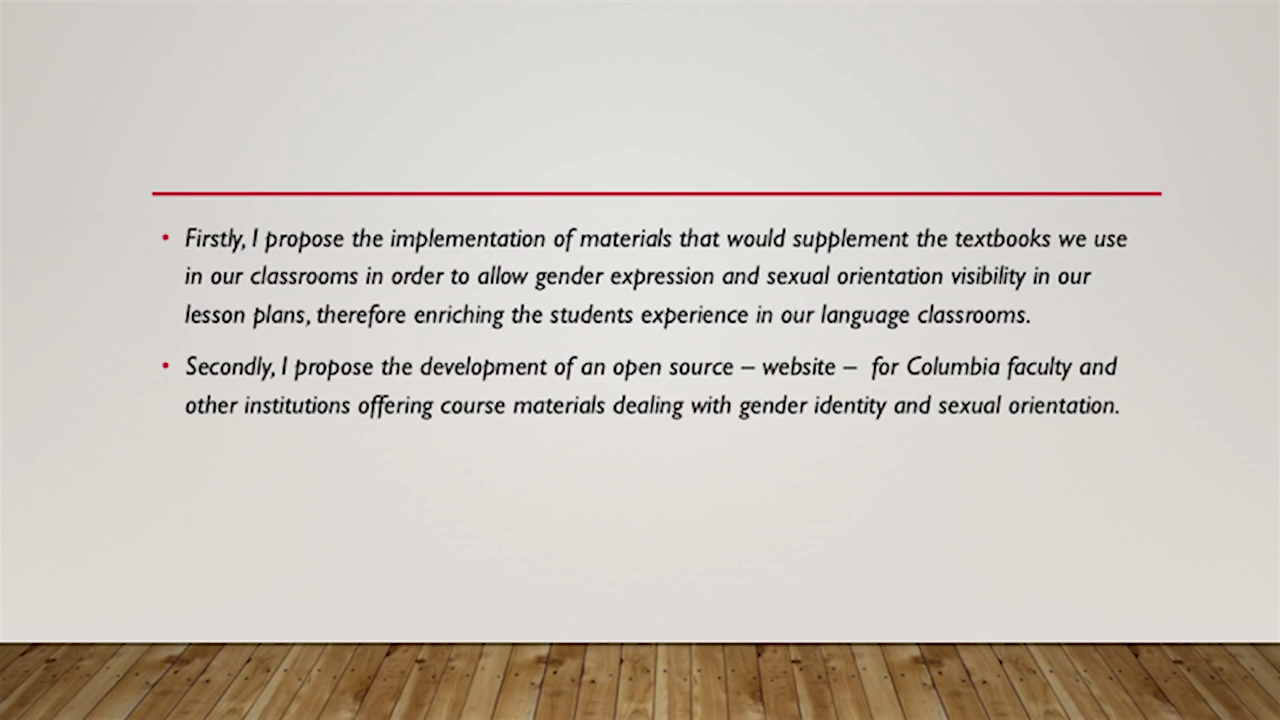 • Firstly, I propose the implementation of materials that would supplement the textbooks we use
in our classrooms in order to allow gender expression and sexual orientation visibility in our
lesson plans, therefore enriching the students experience in our language classrooms.
• Secondly, I propose the development of an open source – website – for Columbia faculty and
other institutions offering course materials dealing with gender identity and sexual orientation.